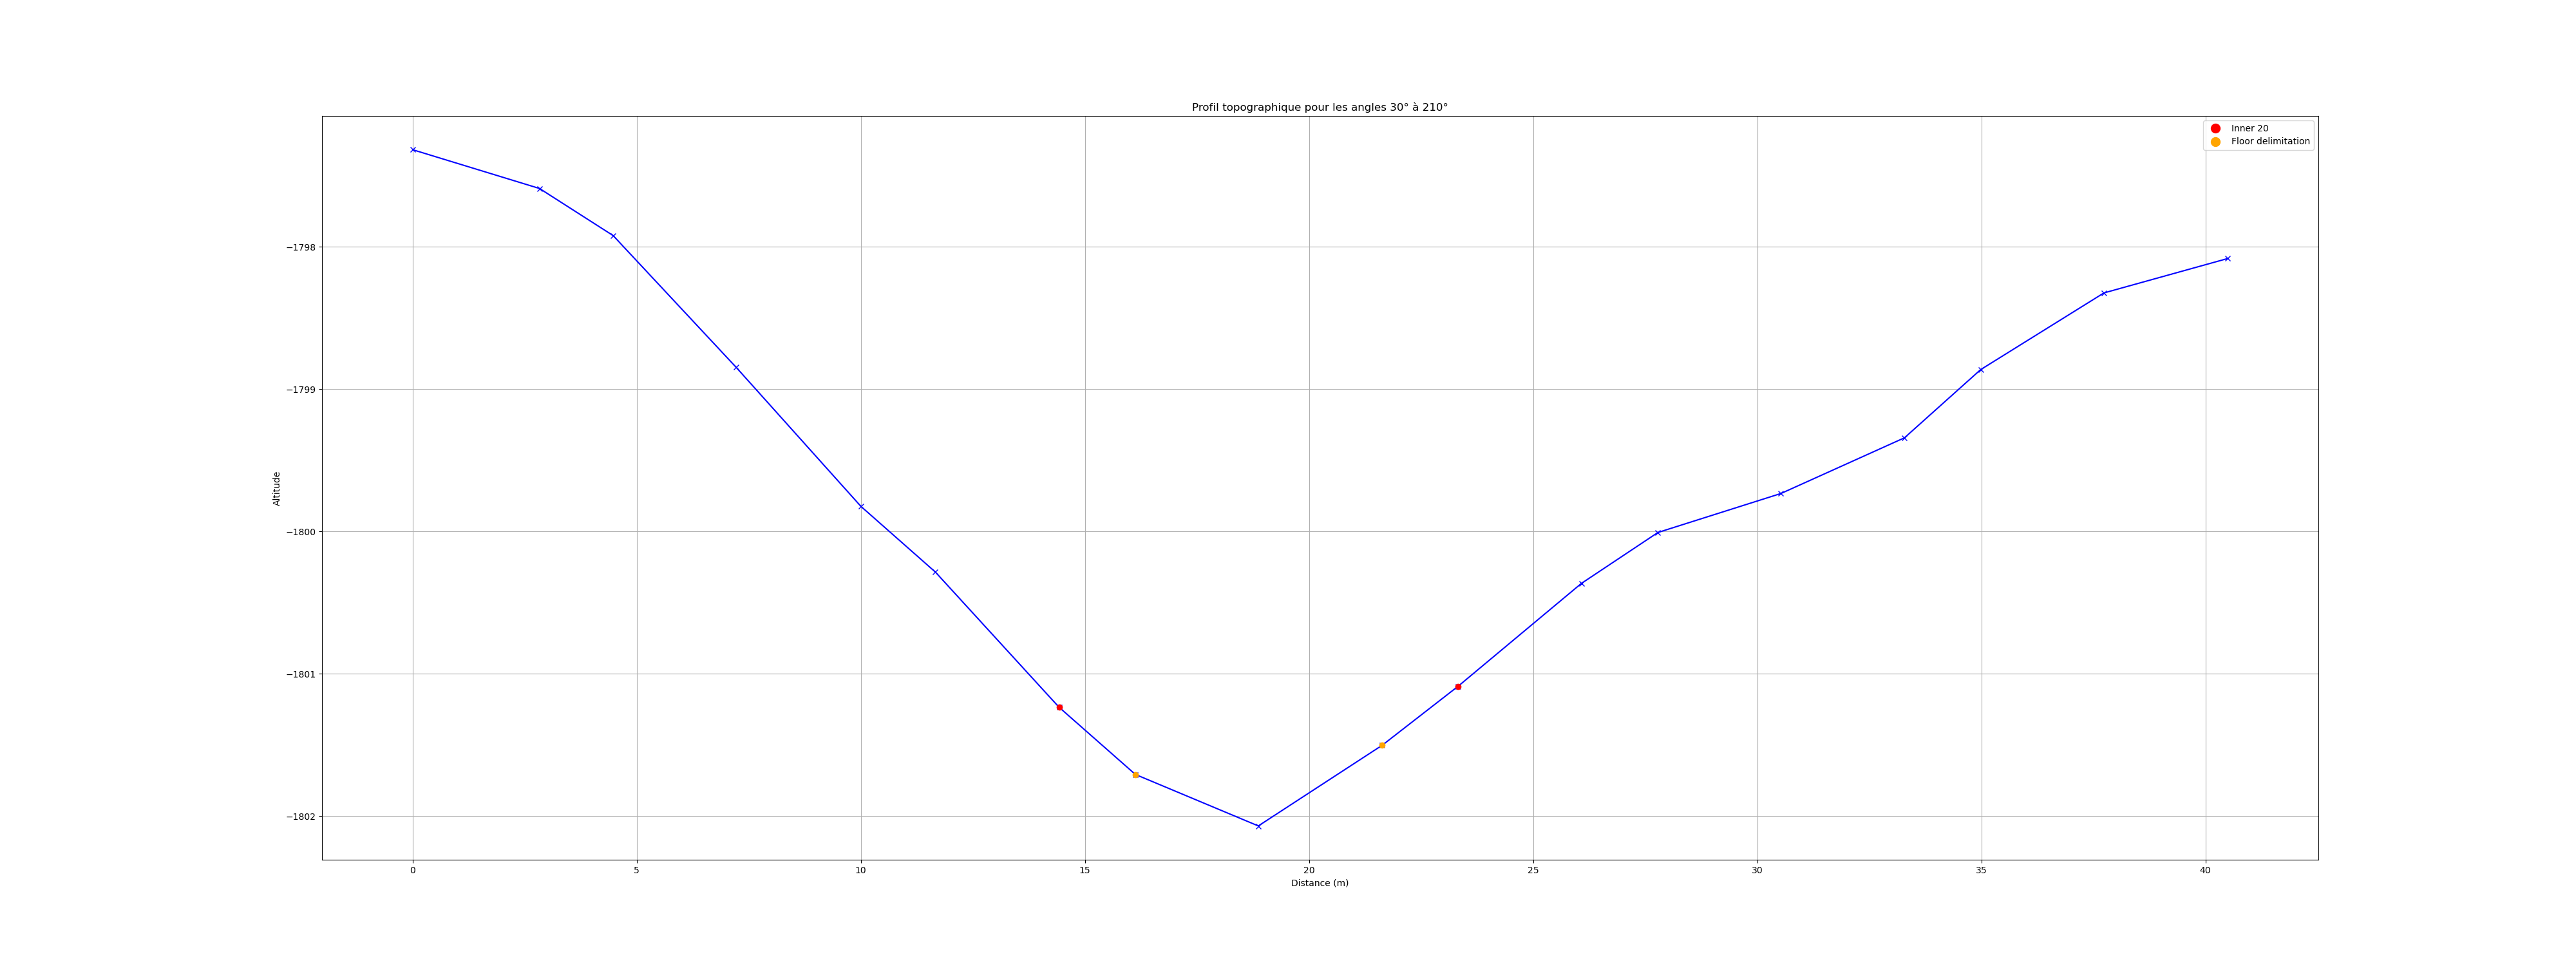 Profil topographique pour les angles 30° à 210°
Inner 20
Floor delimitation
Altitude
−1798
−1799
−1800
−1801
−1802
0 5 10 15 20 25 30 35 40
Distance (m)